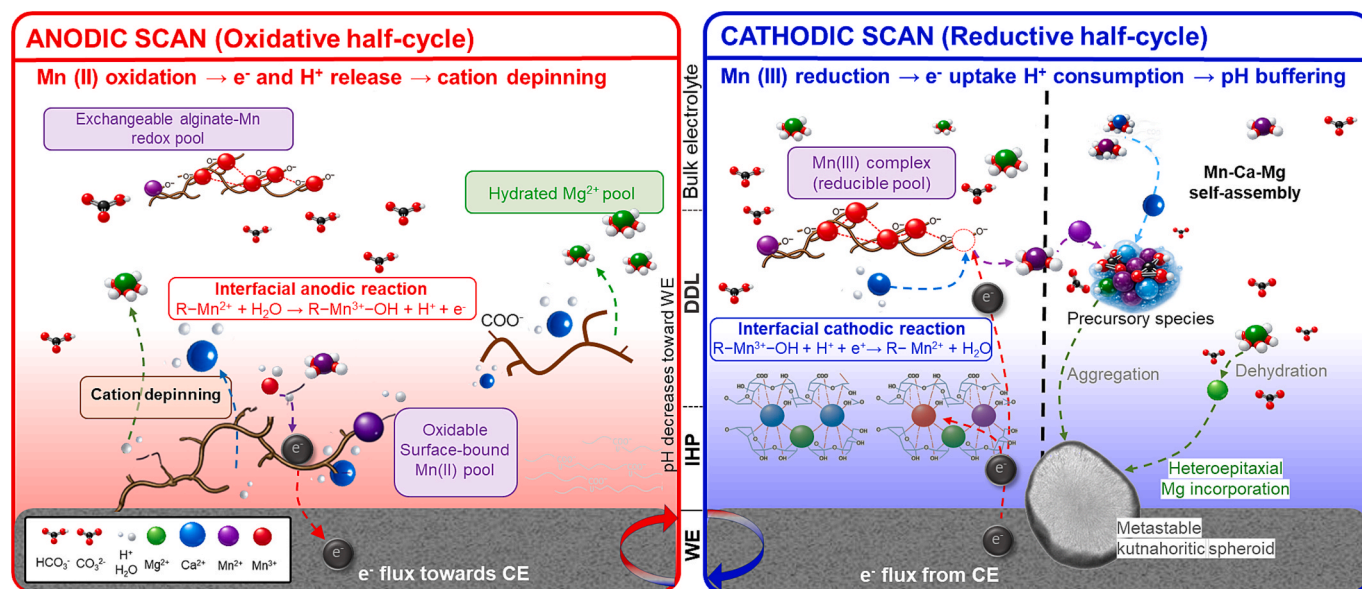 ANODIC SCAN (Oxidative half-cycle)
Mn (II) oxidation → e⁻ and H⁺ release → cation depinning
Exchangeable alginate-Mn
redox pool
O⁻
O⁻
O⁻
O⁻
O⁻
Hydrated Mg²⁺ pool
Interfacial anodic reaction
R–Mn²⁺ + H₂O → R–Mn³⁺–OH + H⁺ + e⁻
COO⁻
Cation depinning
e⁻
Oxidable
Surface-bound
Mn(II) pool
HCO₃⁻
CO₃²⁻
H⁺
H₂O
Mg²⁺
Ca²⁺
Mn²⁺
Mn³⁺
e⁻
e⁻ flux towards CE
pH decreases toward WE
Bulk electrolyte
DDL
IHP
WE
CATHODIC SCAN (Reductive half-cycle)
Mn (III) reduction → e⁻ uptake H⁺ consumption → pH buffering
Mn(III) complex
(reducible pool)
O⁻
O⁻
O⁻
O⁻
O⁻
Mn-Ca-Mg
self-assembly
e⁻
Precursory species
Interfacial cathodic reaction
R–Mn³⁺–OH + H⁺ + e⁺→ R– Mn²⁺ + H₂O
Aggregation
Dehydration
e⁻
Heteroepitaxial
Mg incorporation
Metastable
kutnahoritic spheroid
e⁻
e⁻ flux from CE